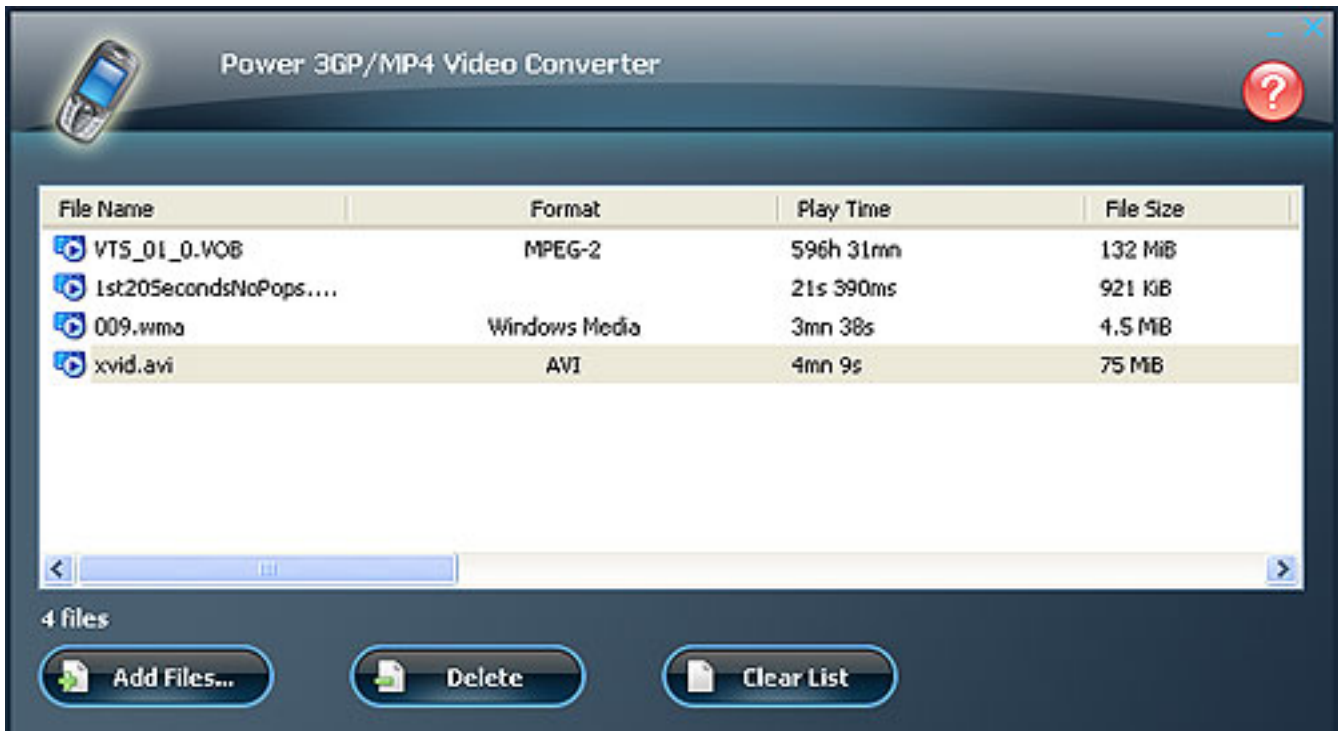 Power 3GP/MP4 Video Converter
?
File Name Format Play Time File Size
VTS_01_0.VOB MPEG-2 596h 31mn 132 MiB
1st20SecondsNoPops.... 21s 390ms 921 KiB
009.wma Windows Media 3mn 38s 4.5 MiB
xvid.avi AVI 4mn 9s 75 MiB
4 files
Add Files... Delete Clear List